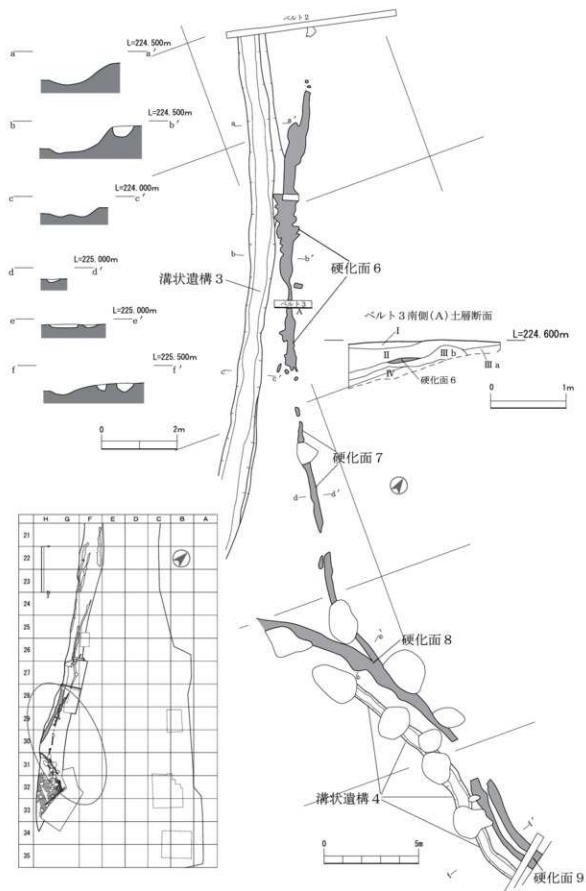 ベルト2
L=224.500m
a
a′
L=224.500m
b
b′
L=224.000m
c
c′
L=225.000m
d
d′
L=225.000m
e
e′
L=225.500m
f
f′
0
2m
a
a′
b
b′
溝状遺構3
硬化面6
ベルト3
A
c
c′
ベルト3南側(A)土層断面
L=224.600m
I
II
III b
III a
IV
硬化面6
0
1m
硬化面7
d
d′
硬化面8
e
e′
溝状遺構4
f
f′
硬化面9
0
5m
H G F E D C B A
21
22
23
24
25
26
27
28
29
30
31
32
33
34
35